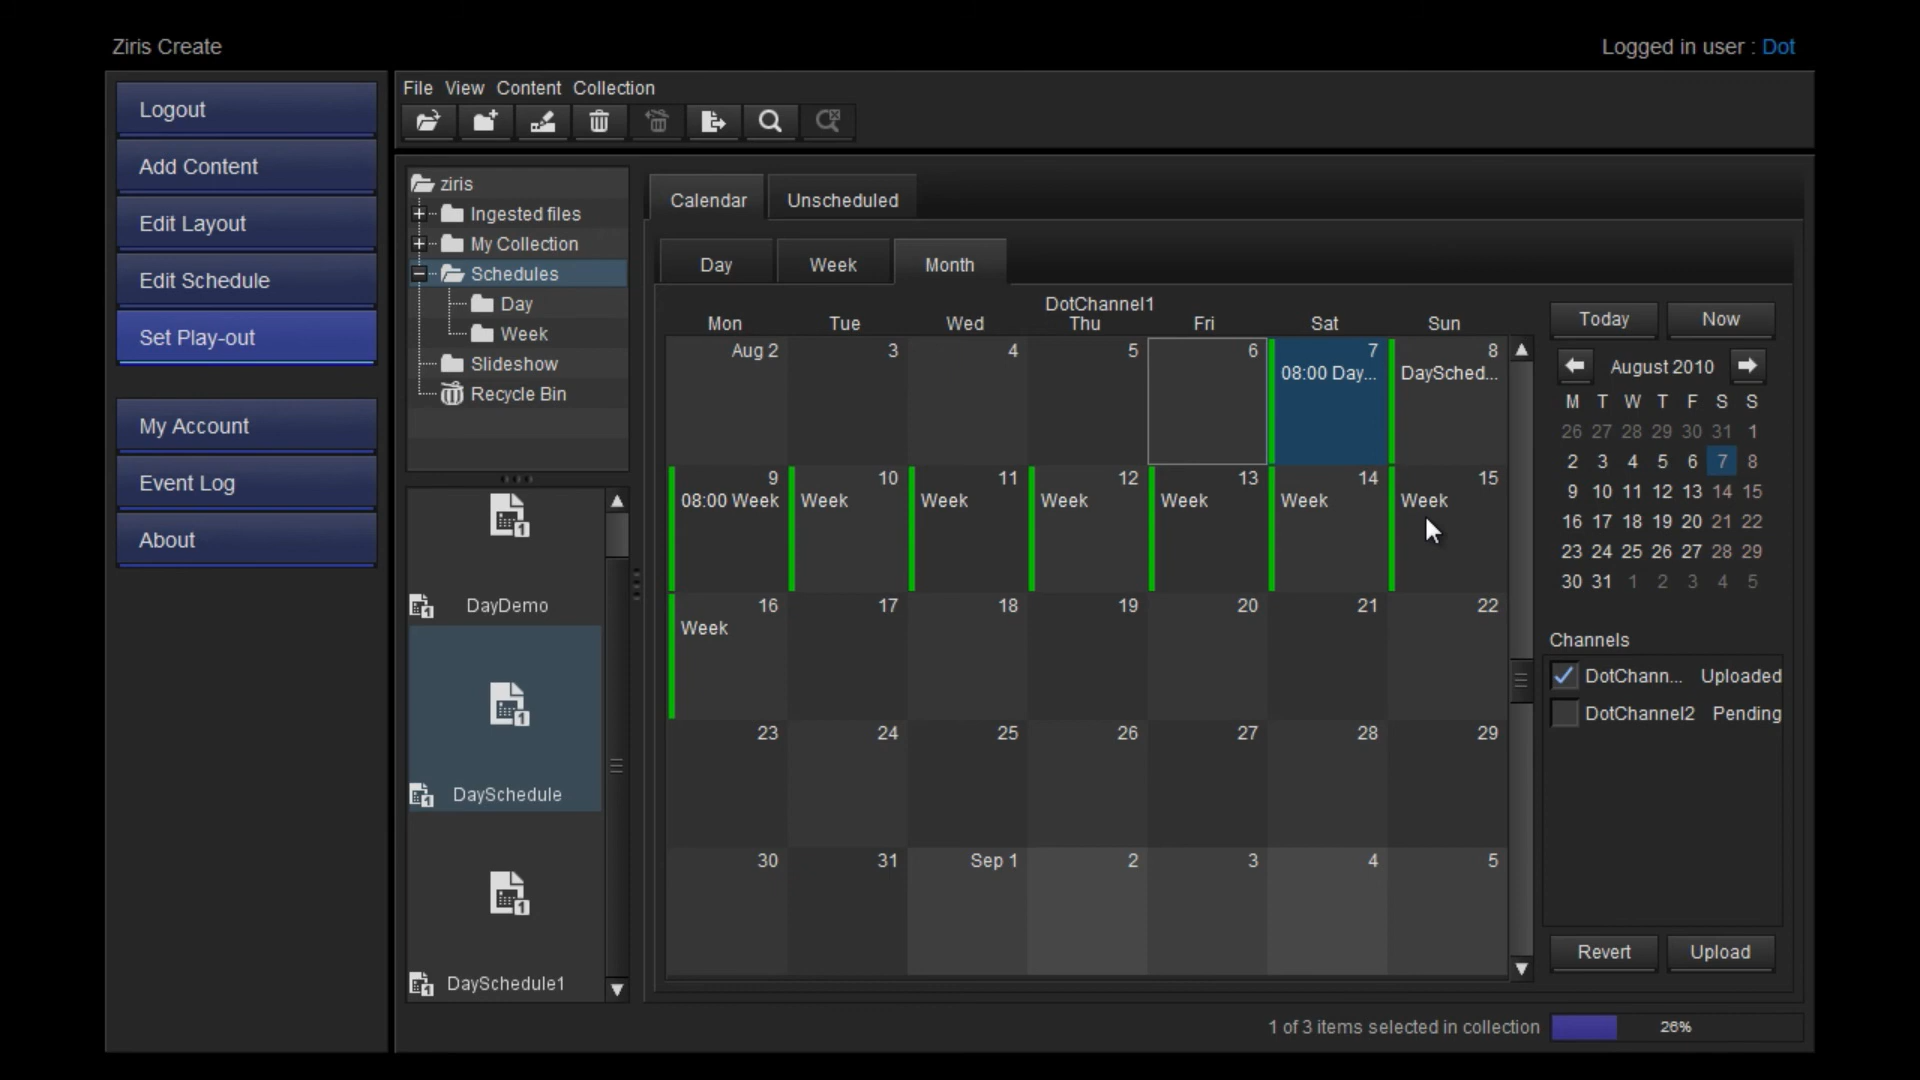 Ziris Create
Logged in user : Dot
Logout
Add Content
Edit Layout
Edit Schedule
Set Play-out
My Account
Event Log
About
File View Content Collection
ziris
Ingested files
My Collection
Schedules
Day
Week
Slideshow
Recycle Bin
DayDemo
DaySchedule
DaySchedule1
Calendar Unscheduled
Day Week Month
DotChannel1
Mon Tue Wed Thu Fri Sat Sun
Aug 2 3 4 5 6 7 8
08:00 Day... DaySched...
9 10 11 12 13 14 15
08:00 Week Week Week Week Week Week Week
16 17 18 19 20 21 22
Week
23 24 25 26 27 28 29
30 31 Sep 1 2 3 4 5
Today Now
August 2010
M T W T F S S
26 27 28 29 30 31 1
2 3 4 5 6 7 8
9 10 11 12 13 14 15
16 17 18 19 20 21 22
23 24 25 26 27 28 29
30 31 1 2 3 4 5
Channels
DotChann... Uploaded
DotChannel2 Pending
Revert Upload
1 of 3 items selected in collection 26%